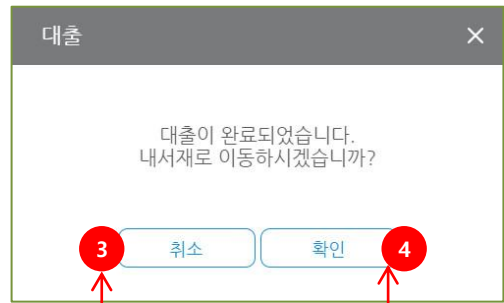 대출 ×
대출이 완료되었습니다.
내서재로 이동하시겠습니까?
3 취소 확인 4